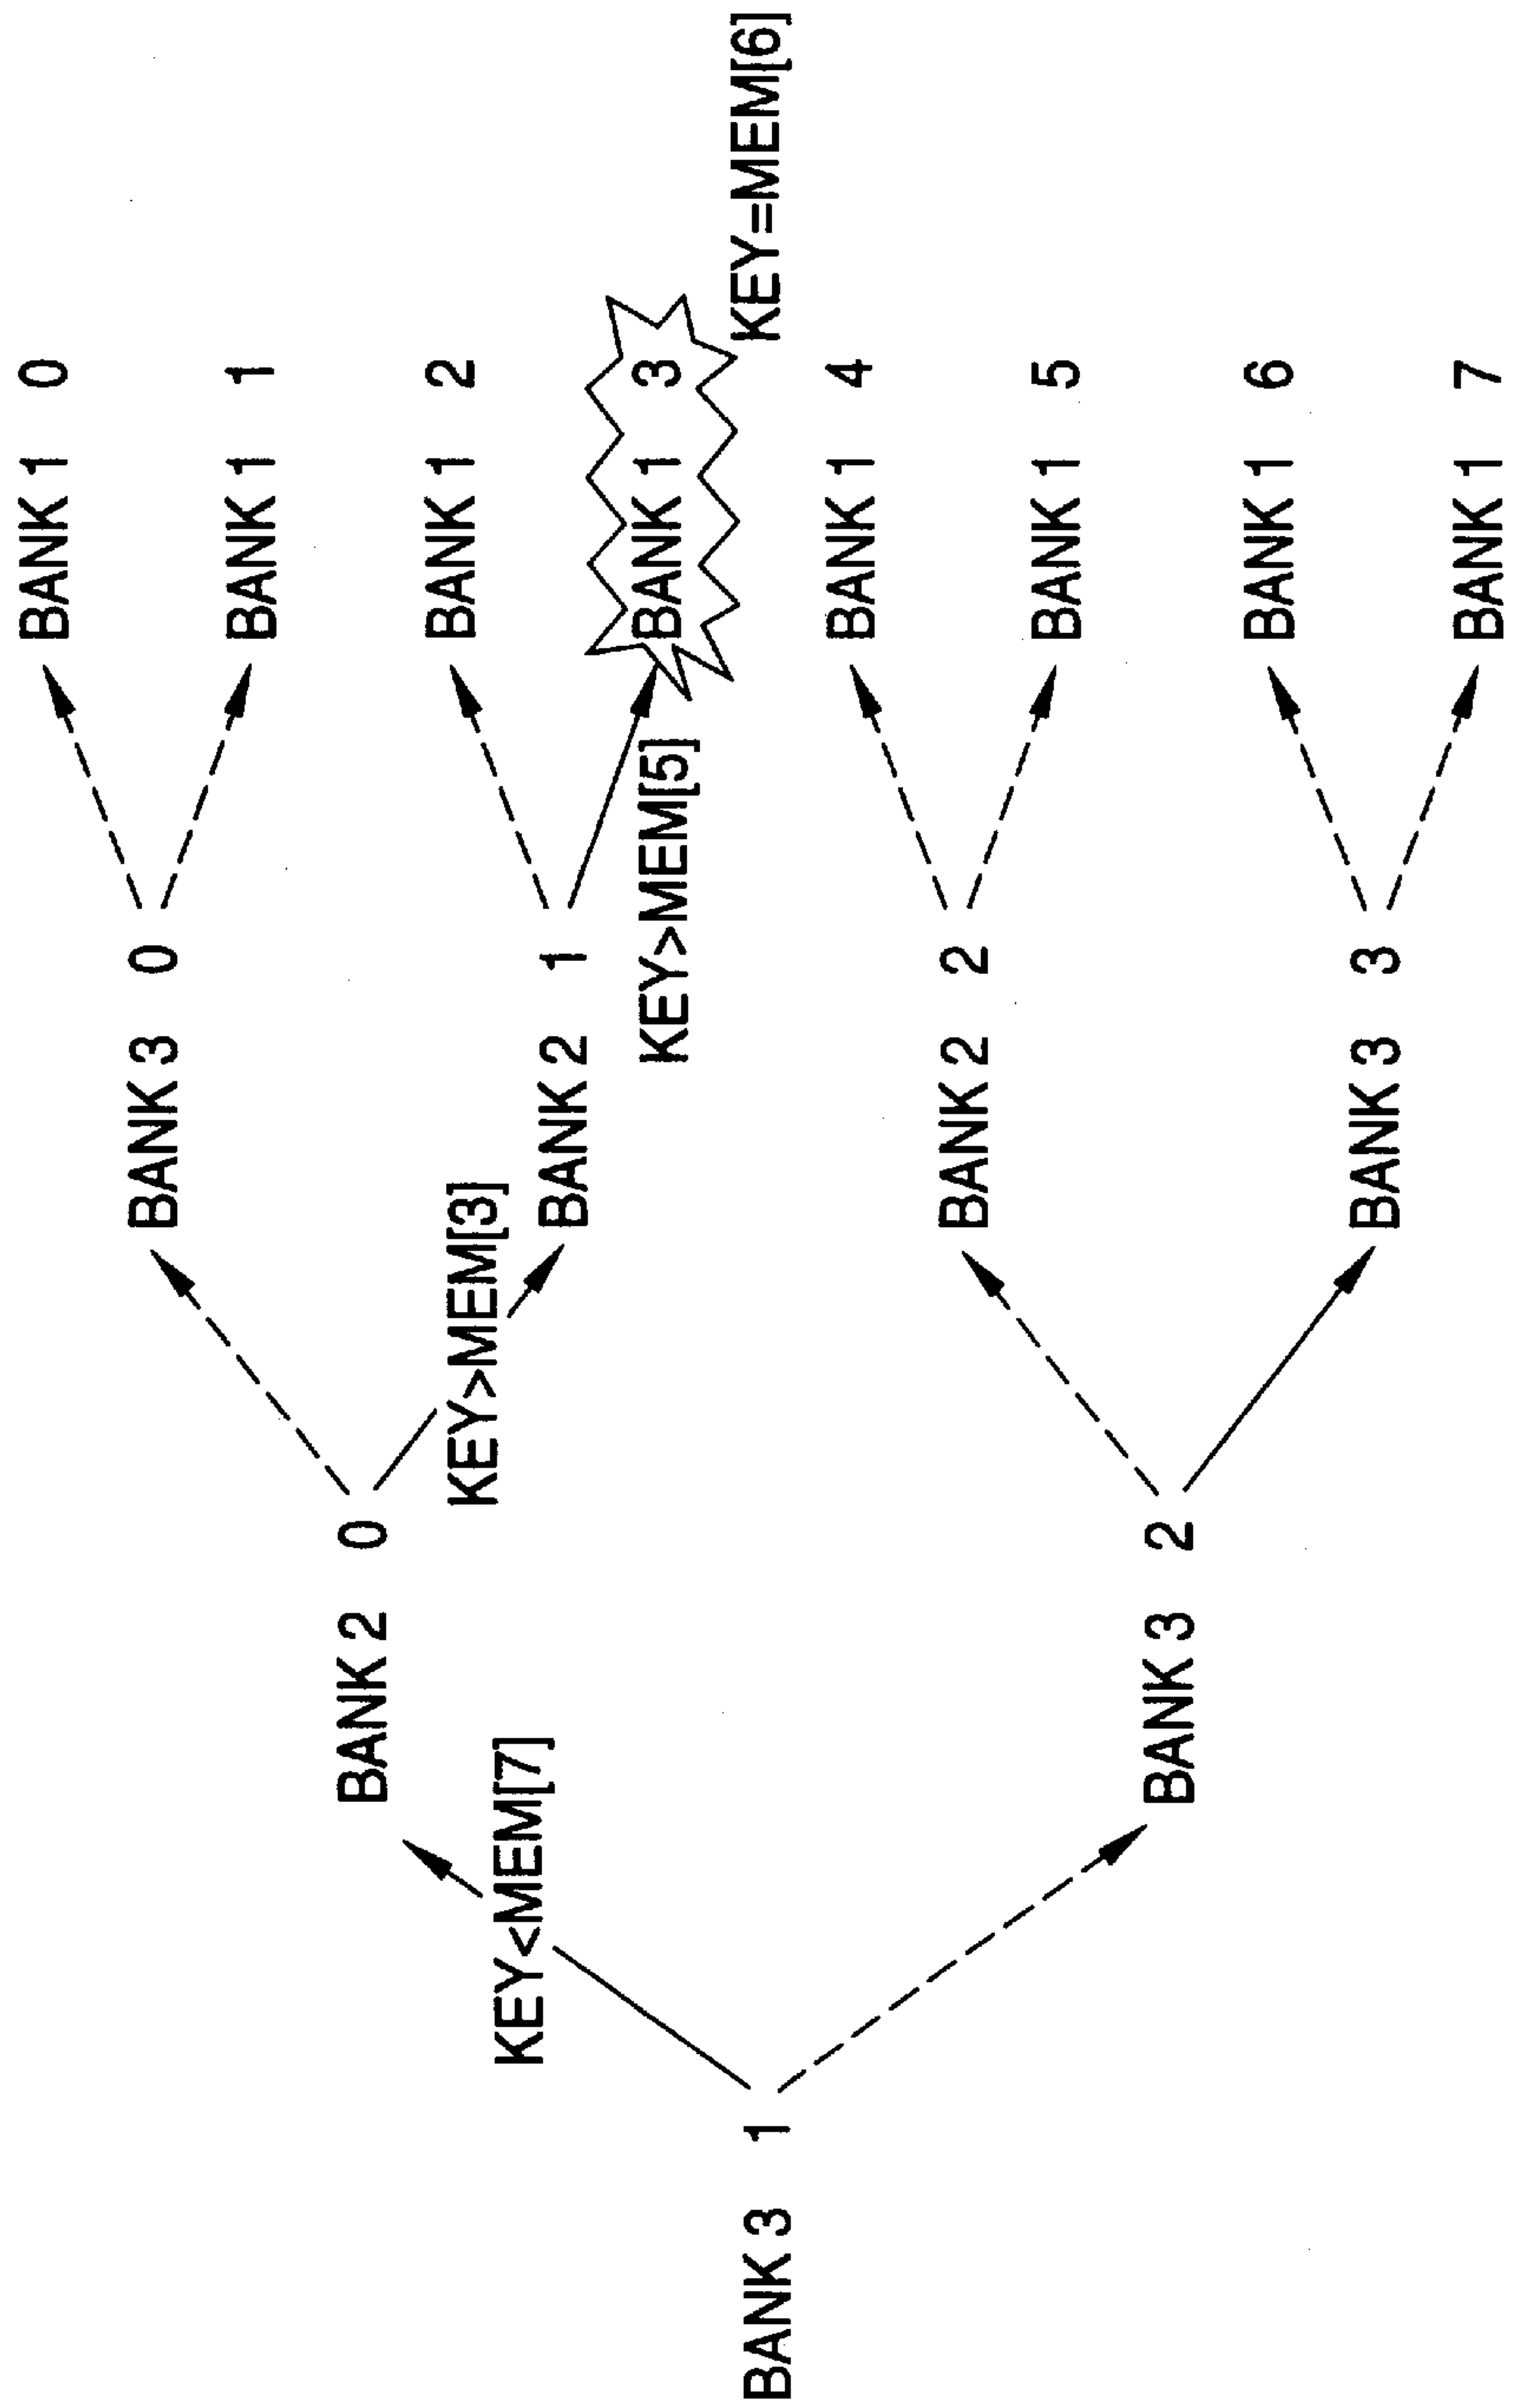 BANK 1 0
BANK 3 0
BANK 1 1
BANK 2 0
BANK 1 2
KEY>MEM[3]
KEY<MEM[7]
BANK 2 1
BANK 1 3
KEY>MEM[5]
KEY=MEM[6]
BANK 3 1
BANK 1 4
BANK 2 2
BANK 1 5
BANK 3 2
BANK 1 6
BANK 3 3
BANK 1 7